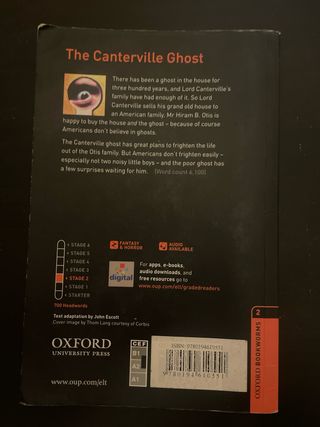 The Canterville Ghost
There has been a ghost in the house for
three hundred years, and Lord Canterville's
family have had enough of it. So Lord
Canterville sells his grand old house to
an American family. Mr Hiram B. Otis is
happy to buy the house and the ghost – because of course
Americans don't believe in ghosts.
The Canterville ghost has great plans to frighten the life
out of the Otis family. But Americans don't frighten easily –
especially not two noisy little boys – and the poor ghost has
a few surprises waiting for him. (Word count 6,100)
STAGE 6
STAGE 5
STAGE 4
STAGE 3
STAGE 2
STAGE 1
STARTER
700 Headwords
FANTASY
& HORROR
AUDIO
AVAILABLE
digital
For apps, e-books,
audio downloads, and
free resources go to
www.oup.com/elt/gradedreaders
Text adaptation by John Escott
Cover image by Thom Lang courtesy of Corbis
OXFORD
UNIVERSITY PRESS
www.oup.com/elt
CEF
B1
A2
A1
2
OXFORD BOOKWORMS